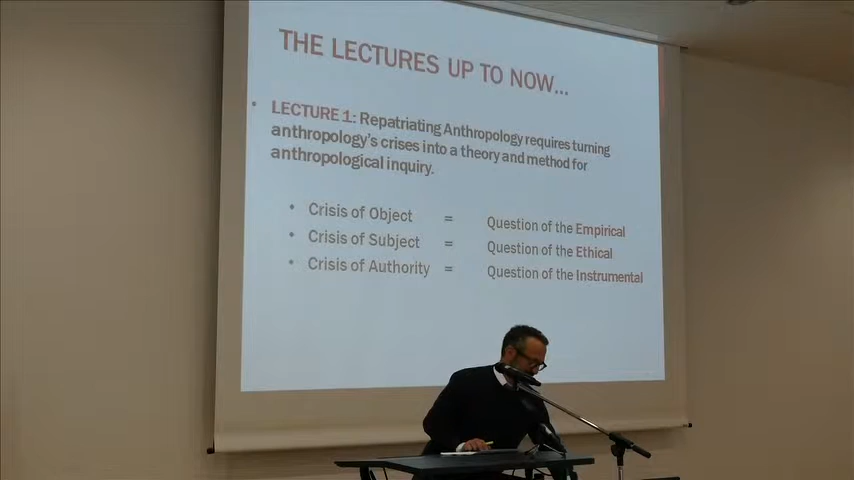 THE LECTURES UP TO NOW...
• LECTURE 1: Repatriating Anthropology requires turning
anthropology's crises into a theory and method for
anthropological inquiry.
• Crisis of Object = Question of the Empirical
• Crisis of Subject = Question of the Ethical
• Crisis of Authority = Question of the Instrumental